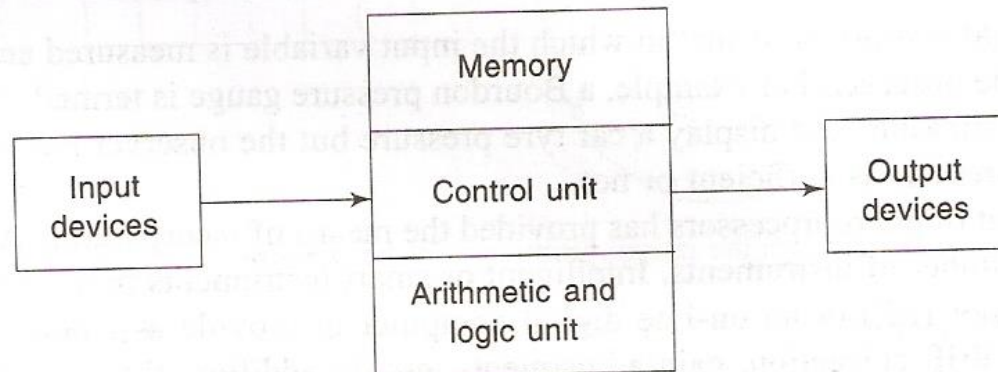 Memory
Input
devices
Control unit
Output
devices
Arithmetic and
logic unit